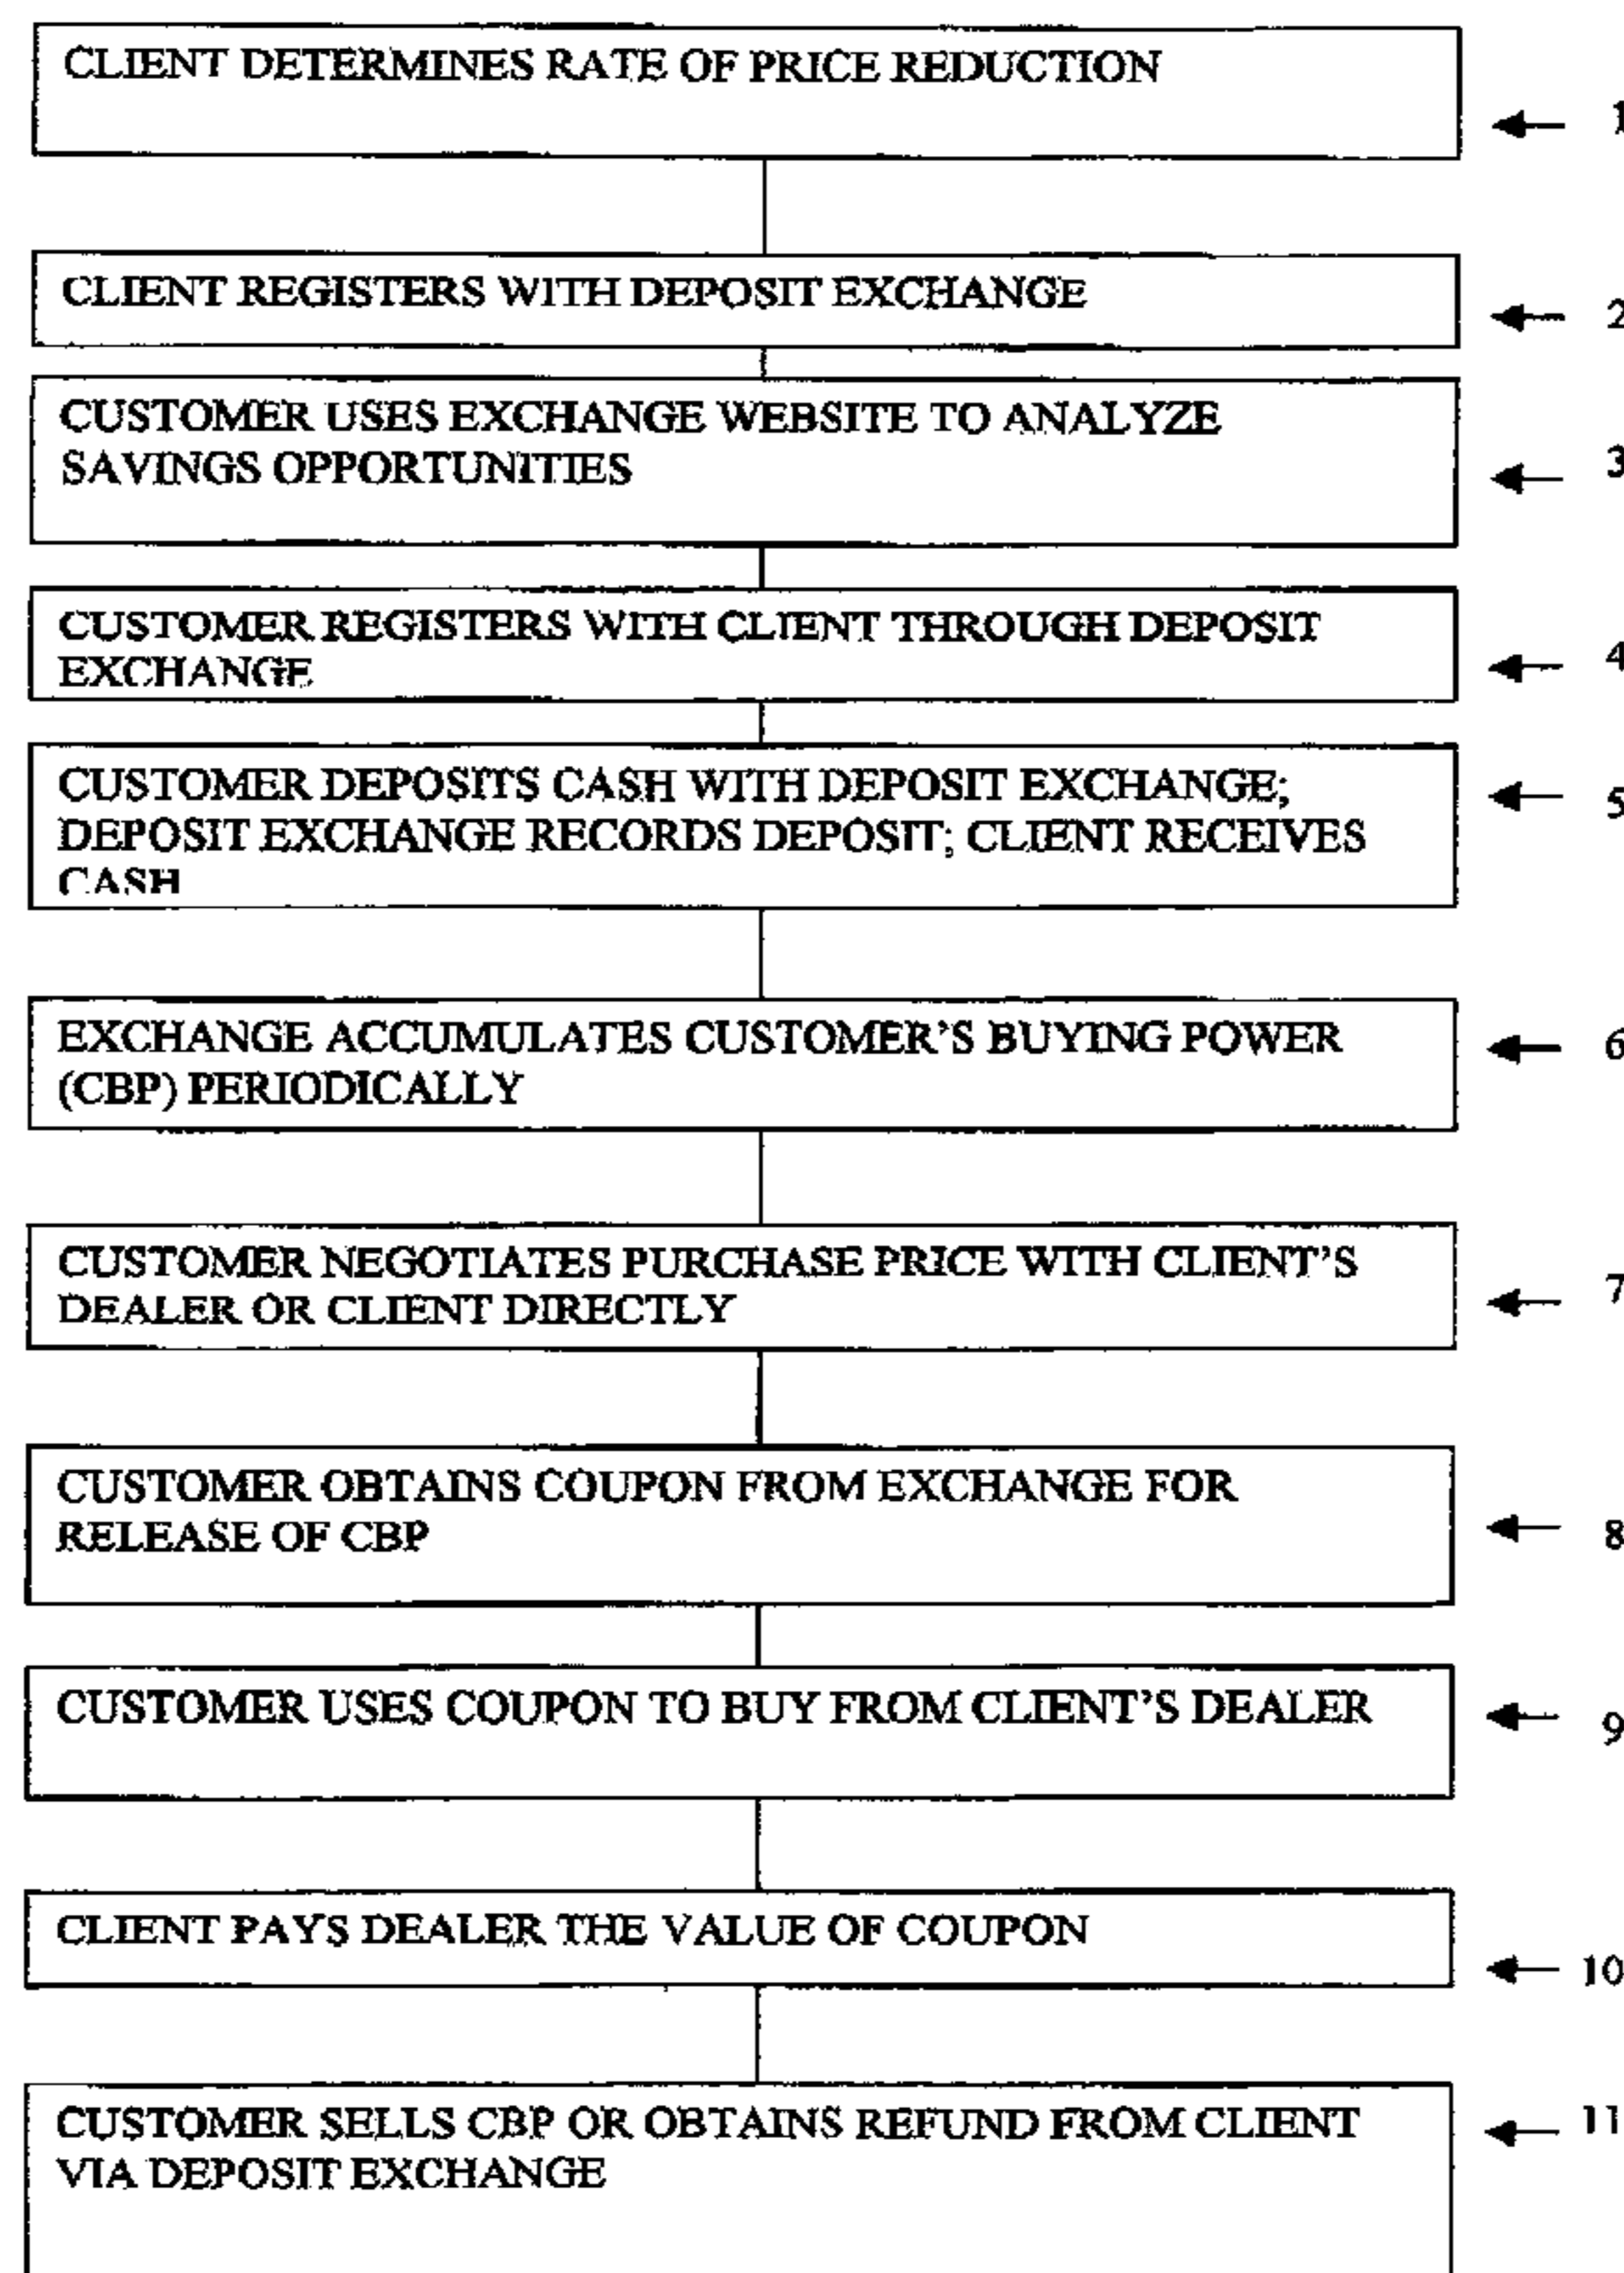 CLIENT DETERMINES RATE OF PRICE REDUCTION
1
CLIENT REGISTERS WITH DEPOSIT EXCHANGE
2
CUSTOMER USES EXCHANGE WEBSITE TO ANALYZE
SAVINGS OPPORTUNITIES
3
CUSTOMER REGISTERS WITH CLIENT THROUGH DEPOSIT
EXCHANGE
4
CUSTOMER DEPOSITS CASH WITH DEPOSIT EXCHANGE;
DEPOSIT EXCHANGE RECORDS DEPOSIT; CLIENT RECEIVES
CASH
5
EXCHANGE ACCUMULATES CUSTOMER'S BUYING POWER
(CBP) PERIODICALLY
6
CUSTOMER NEGOTIATES PURCHASE PRICE WITH CLIENT'S
DEALER OR CLIENT DIRECTLY
7
CUSTOMER OBTAINS COUPON FROM EXCHANGE FOR
RELEASE OF CBP
8
CUSTOMER USES COUPON TO BUY FROM CLIENT'S DEALER
9
CLIENT PAYS DEALER THE VALUE OF COUPON
10
CUSTOMER SELLS CBP OR OBTAINS REFUND FROM CLIENT
VIA DEPOSIT EXCHANGE
11